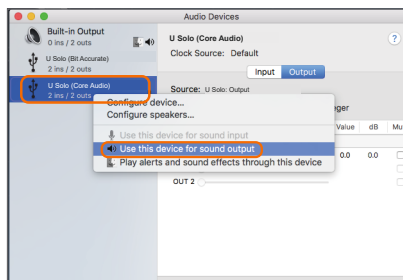 Audio Devices
Built-in Output
0 ins / 2 outs
U Solo (Bit Accurate)
2 ins / 2 outs
U Solo (Core Audio)
2 ins / 2 outs
U Solo (Core Audio)
?
Clock Source: Default
Input Output
Source: U Solo: Output
Configure device...
Configure speakers...
Use this device for sound input
Use this device for sound output
Play alerts and sound effects through this device
Value dB Mu
0.0 0.0
OUT 2